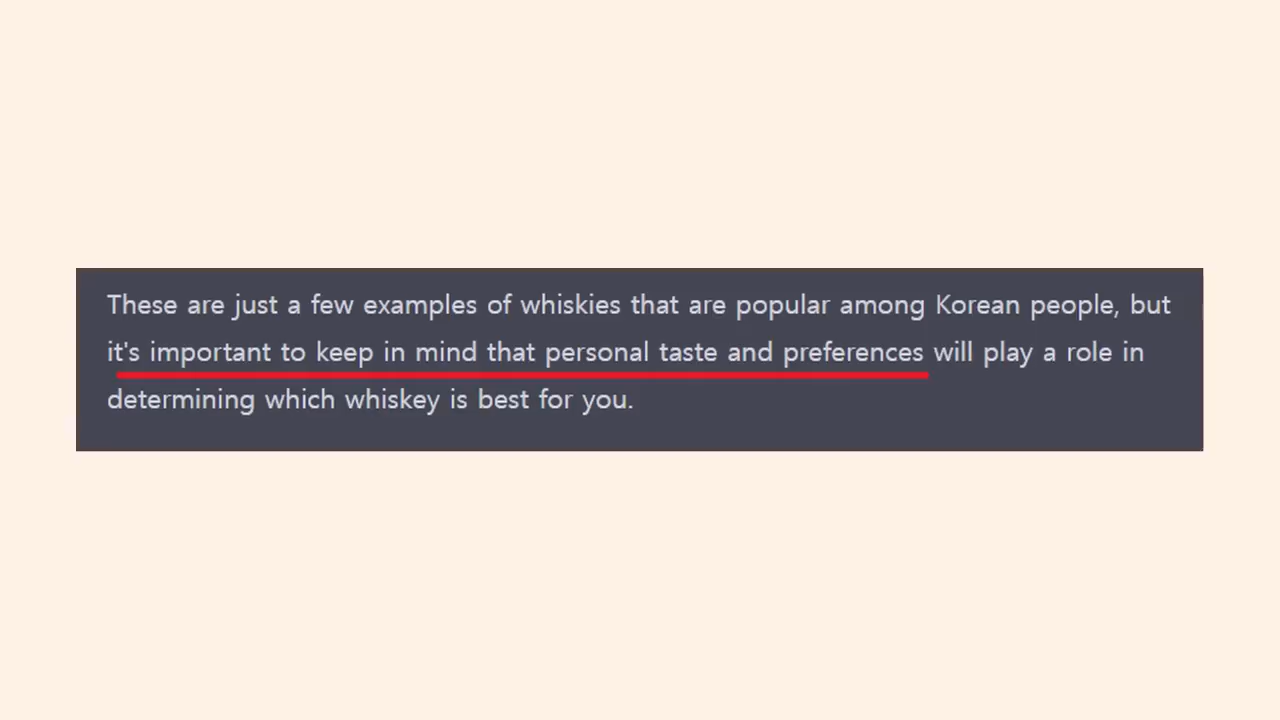 These are just a few examples of whiskies that are popular among Korean people, but
it's important to keep in mind that personal taste and preferences will play a role in
determining which whiskey is best for you.